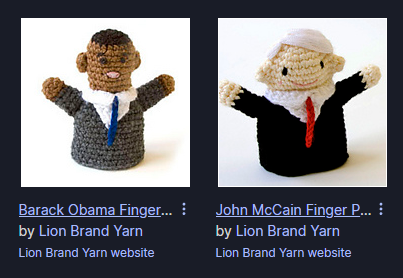 Barack Obama Finger...
by Lion Brand Yarn
Lion Brand Yarn website
John McCain Finger P...
by Lion Brand Yarn
Lion Brand Yarn website